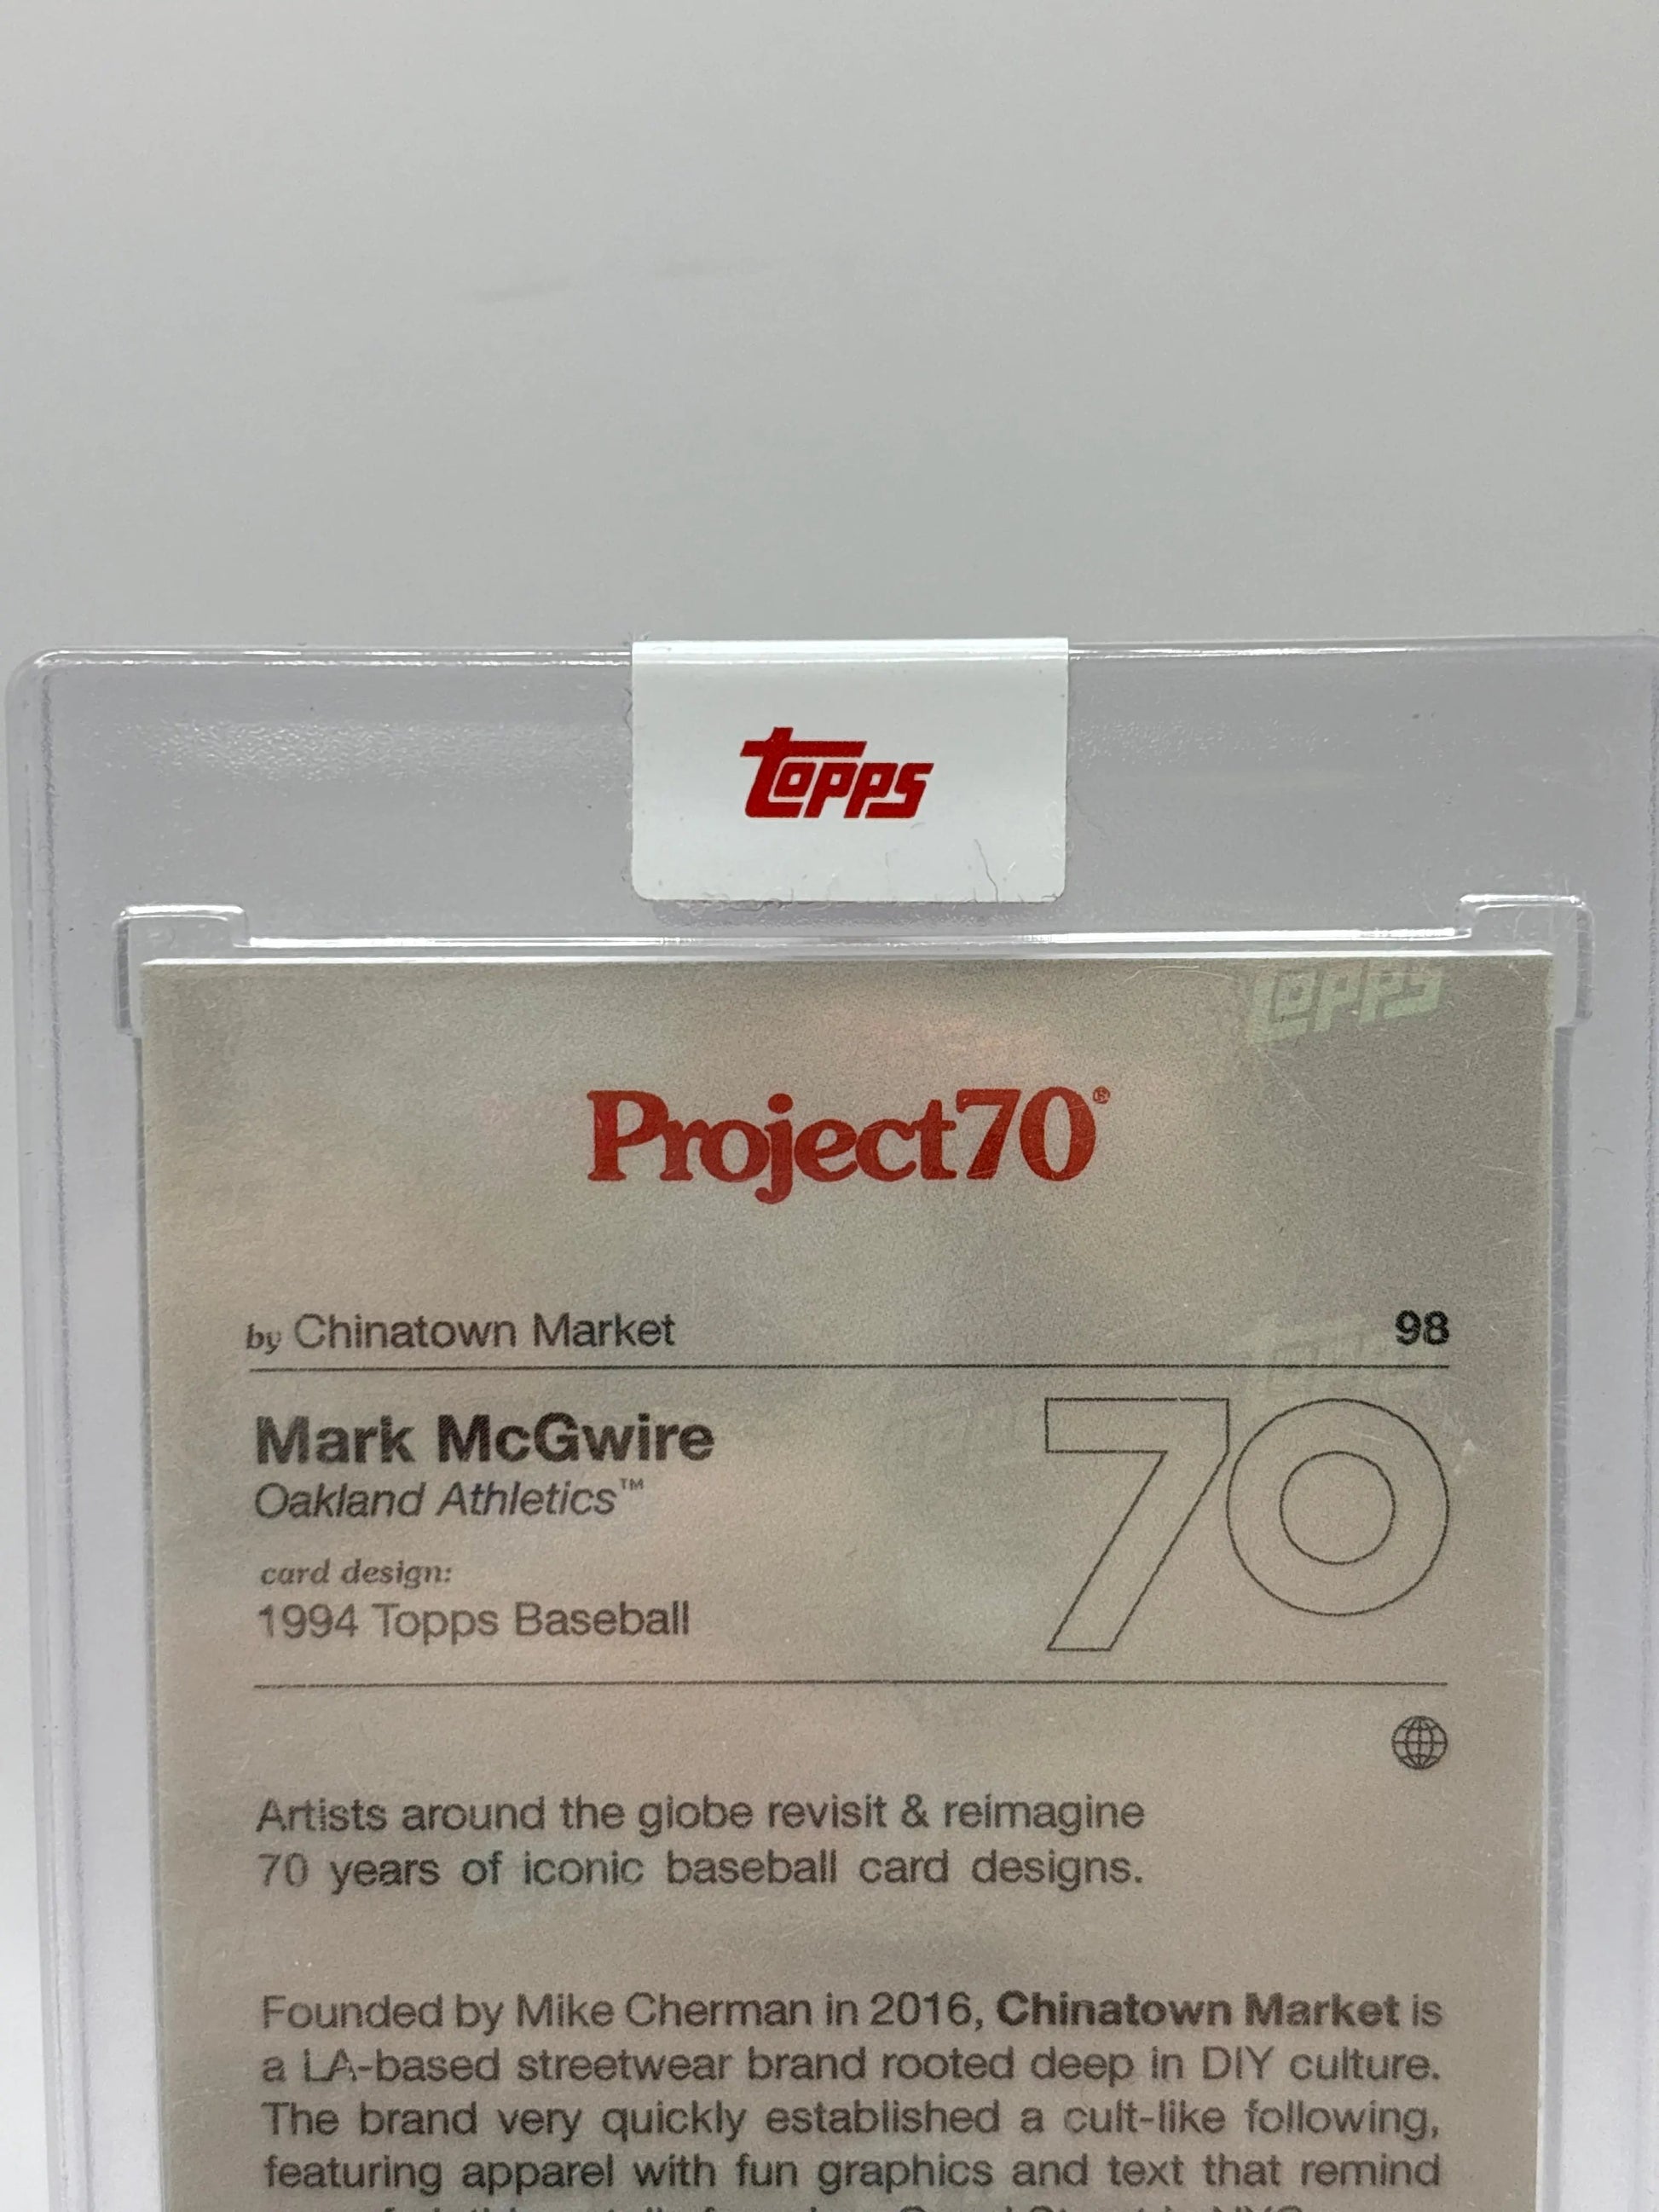 topps
topps
Project70®
by Chinatown Market 98
Mark McGwire
Oakland Athletics™
70
card design:
1994 Topps Baseball
Artists around the globe revisit & reimagine
70 years of iconic baseball card designs.
Founded by Mike Cherman in 2016, Chinatown Market is
a LA-based streetwear brand rooted deep in DIY culture.
The brand very quickly established a cult-like following,
featuring apparel with fun graphics and text that remind